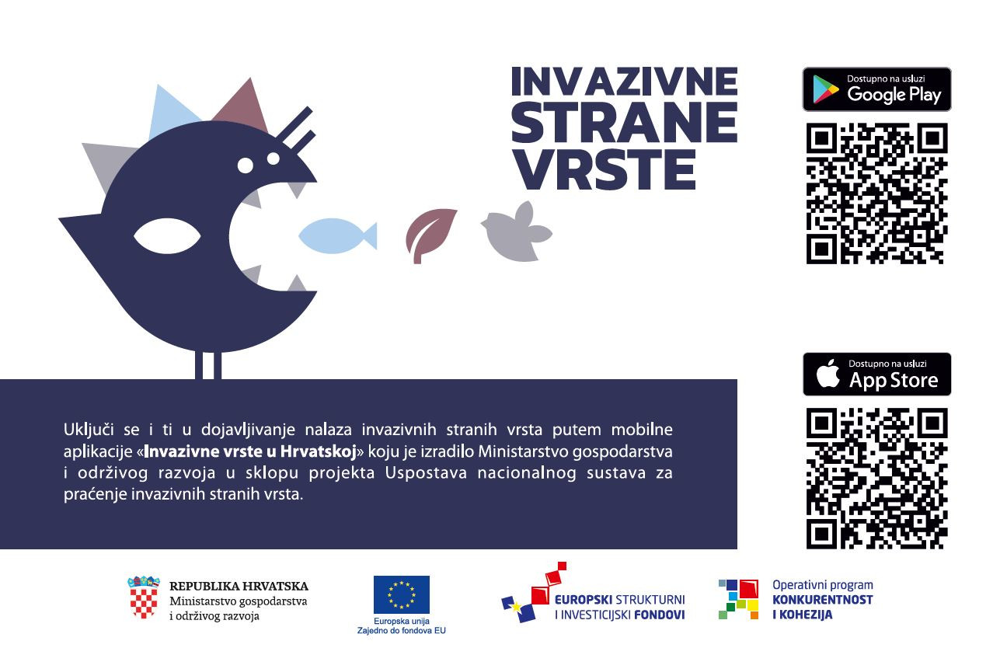 INVAZIVNE
STRANE
VRSTE
Dostupno na usluzi
Google Play
Dostupno na usluzi
App Store
Uključi se i ti u dojavljivanje nalaza invazivnih stranih vrsta putem mobilne
aplikacije «Invazivne vrste u Hrvatskoj» koju je izradilo Ministarstvo gospodarstva
i održivog razvoja u sklopu projekta Uspostava nacionalnog sustava za
praćenje invazivnih stranih vrsta.
REPUBLIKA HRVATSKA
Ministarstvo gospodarstva
i održivog razvoja
Europska unija
Zajedno do fondova EU
EUROPSKI STRUKTURNI
I INVESTICIJSKI FONDOVI
Operativni program
KONKURENTNOST
I KOHEZIJA